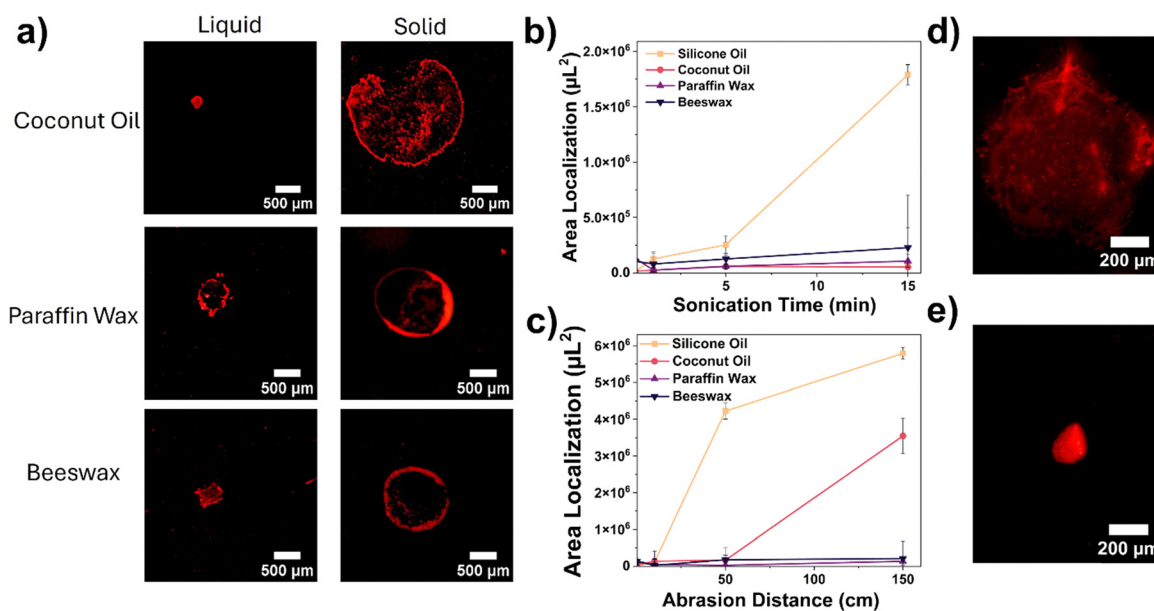 a)
Liquid
Solid
Coconut Oil
500 µm
500 µm
Paraffin Wax
500 µm
500 µm
Beeswax
500 µm
500 µm
b)
Area Localization (µL²)
2.0×10⁶
1.5×10⁶
1.0×10⁶
5.0×10⁵
0.0
Silicone Oil
Coconut Oil
Paraffin Wax
Beeswax
5
10
15
Sonication Time (min)
c)
Area Localization (µL²)
6×10⁶
5×10⁶
4×10⁶
3×10⁶
2×10⁶
1×10⁶
0
Silicone Oil
Coconut Oil
Paraffin Wax
Beeswax
50
100
150
Abrasion Distance (cm)
d)
200 µm
e)
200 µm